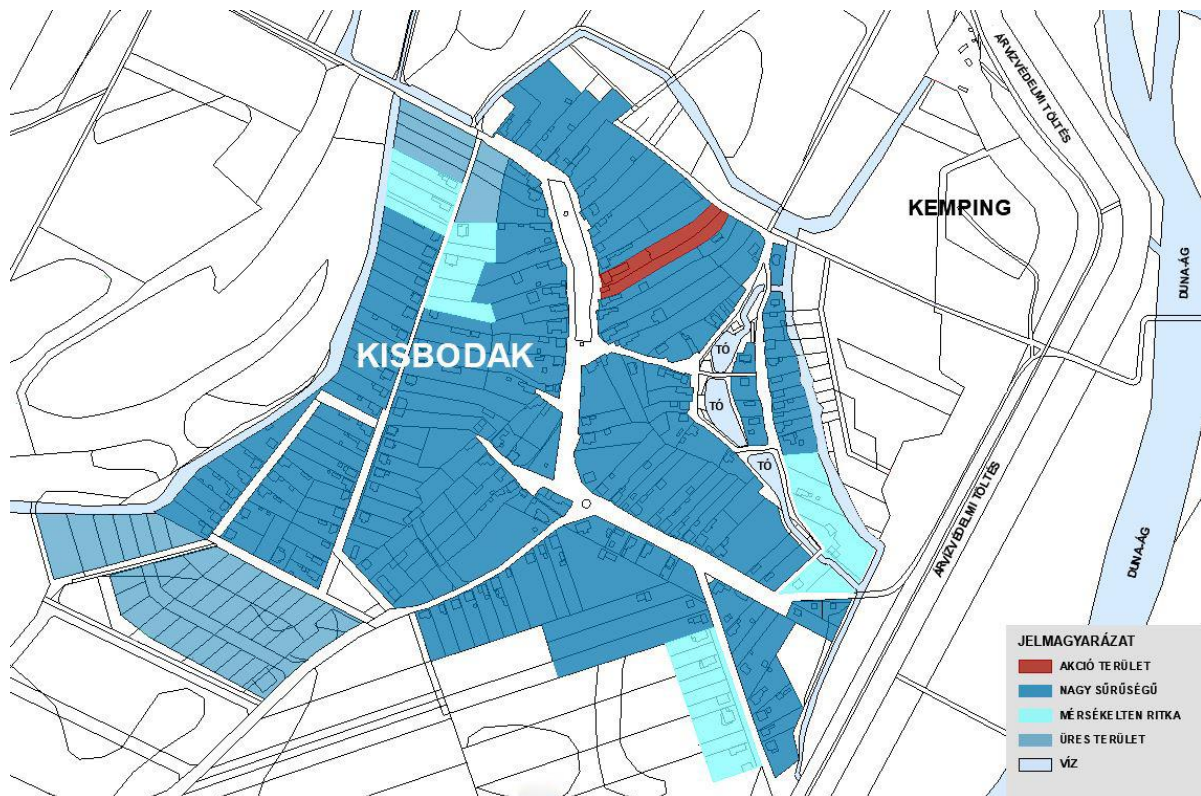 ÁRVÍZVÉDELMI TÖLTÉS
KEMPING
DUNA-ÁG
KISBODAK
TÓ
TÓ
TÓ
ÁRVÍZVÉDELMI TÖLTÉS
DUNA-ÁG
JELMAGYARÁZAT
AKCIÓ TERÜLET
NAGY SŰRŰSÉGŰ
MÉRSÉKELTEN RITKA
ÜRES TERÜLET
VÍZ